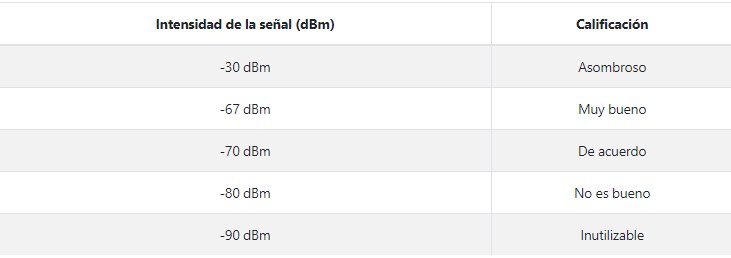 Intensidad de la señal (dBm) Calificación
-30 dBm Asombroso
-67 dBm Muy bueno
-70 dBm De acuerdo
-80 dBm No es bueno
-90 dBm Inutilizable